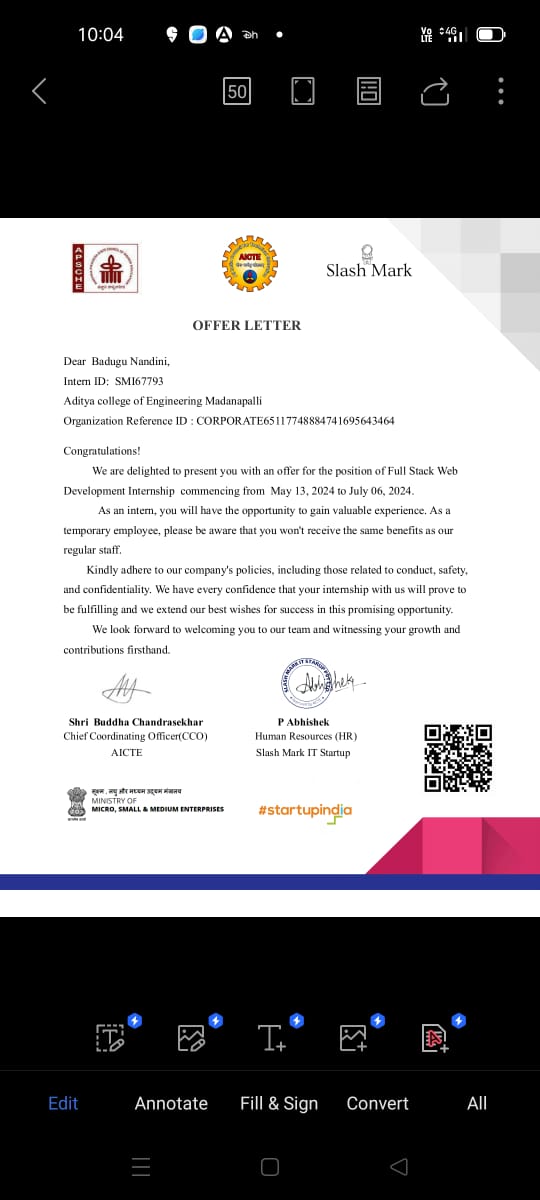 10:04
Vo
LTE
4G
50
APSCHE
AICTE
Slash Mark
OFFER LETTER
Dear Badugu Nandini,
Intern ID: SMI67793
Aditya college of Engineering Madanapalli
Organization Reference ID : CORPORATE65117748884741695643464
Congratulations!
We are delighted to present you with an offer for the position of Full Stack Web
Development Internship commencing from May 13, 2024 to July 06, 2024.
As an intern, you will have the opportunity to gain valuable experience. As a
temporary employee, please be aware that you won't receive the same benefits as our
regular staff.
Kindly adhere to our company's policies, including those related to conduct, safety,
and confidentiality. We have every confidence that your internship with us will prove to
be fulfilling and we extend our best wishes for success in this promising opportunity.
We look forward to welcoming you to our team and witnessing your growth and
contributions firsthand.
Abhishek
Shri Buddha Chandrasekhar
Chief Coordinating Officer(CCO)
AICTE
P Abhishek
Human Resources (HR)
Slash Mark IT Startup
सूक्ष्म , लघु और मध्यम उद्यम मंत्रालय
MINISTRY OF
MICRO, SMALL & MEDIUM ENTERPRISES
#startupindia
Edit
Annotate
Fill & Sign
Convert
All